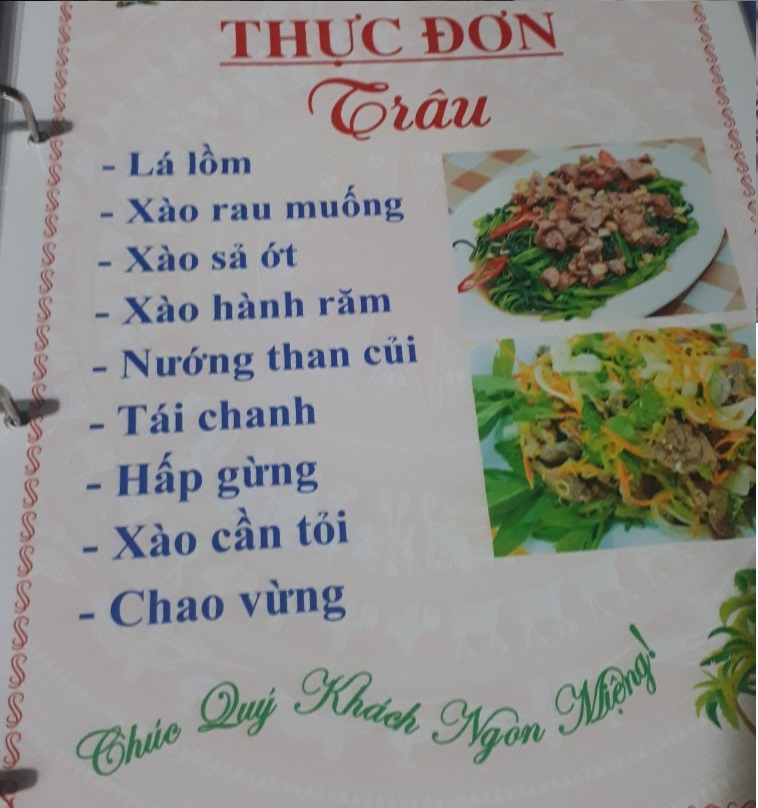 THỰC ĐƠN
Trâu
- Lá lồm
- Xào rau muống
- Xào sả ớt
- Xào hành răm
- Nướng than củi
- Tái chanh
- Hấp gừng
- Xào cần tỏi
- Chao vừng
Chúc Quý Khách Ngon Miệng!